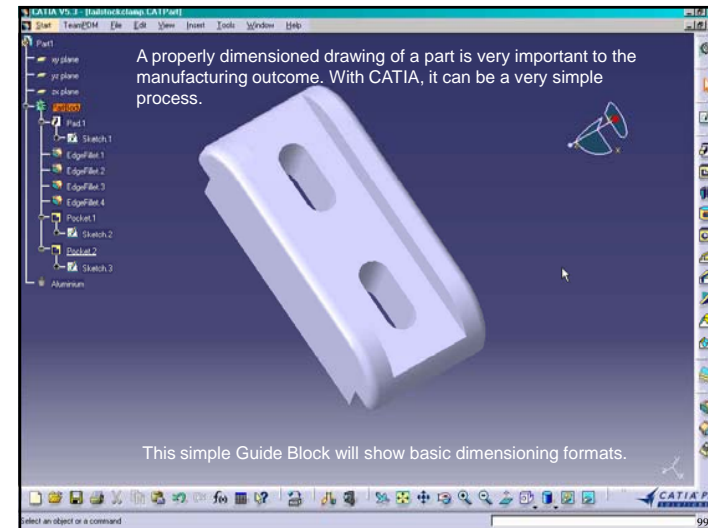 CATIA V5.3 - [tailstockclamp.CATPart]
Start TeamPDM File Edit View Insert Tools Window Help
Part1
xy plane
yz plane
zx plane
PartBody
Pad.1
Sketch.1
EdgeFillet.1
EdgeFillet.2
EdgeFillet.3
EdgeFillet.4
Pocket.1
Sketch.2
Pocket.2
Sketch.3
Aluminium
A properly dimensioned drawing of a part is very important to the
manufacturing outcome. With CATIA, it can be a very simple
process.
x
This simple Guide Block will show basic dimensioning formats.
f(x)
CATIA P
SOLUTIONS
Select an object or a command
99